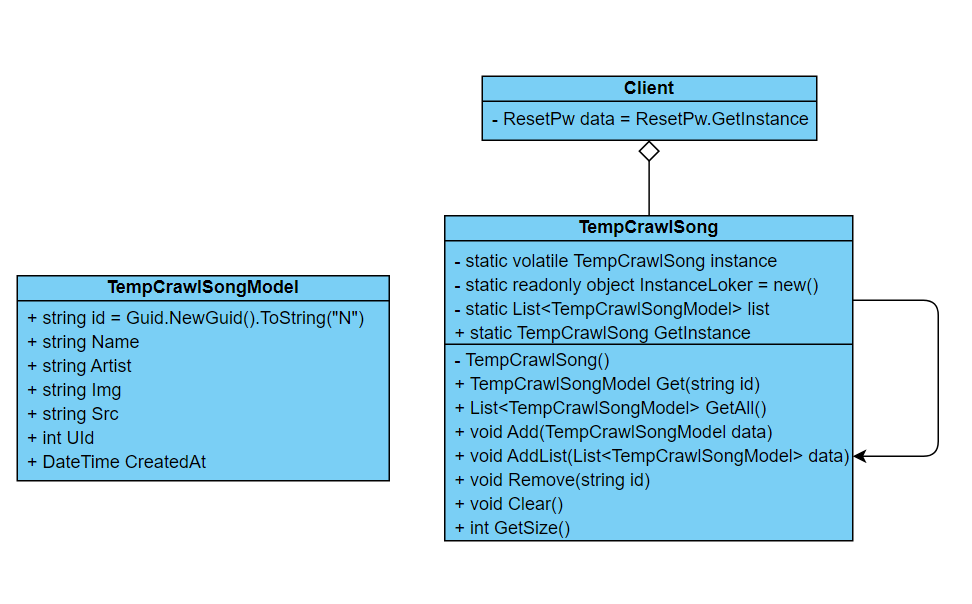 Client
- ResetPw data = ResetPw.GetInstance
TempCrawlSong
- static volatile TempCrawlSong instance
- static readonly object InstanceLoker = new()
- static List<TempCrawlSongModel> list
+ static TempCrawlSong GetInstance
- TempCrawlSong()
+ TempCrawlSongModel Get(string id)
+ List<TempCrawlSongModel> GetAll()
+ void Add(TempCrawlSongModel data)
+ void AddList(List<TempCrawlSongModel> data)
+ void Remove(string id)
+ void Clear()
+ int GetSize()
TempCrawlSongModel
+ string id = Guid.NewGuid().ToString("N")
+ string Name
+ string Artist
+ string Img
+ string Src
+ int UId
+ DateTime CreatedAt